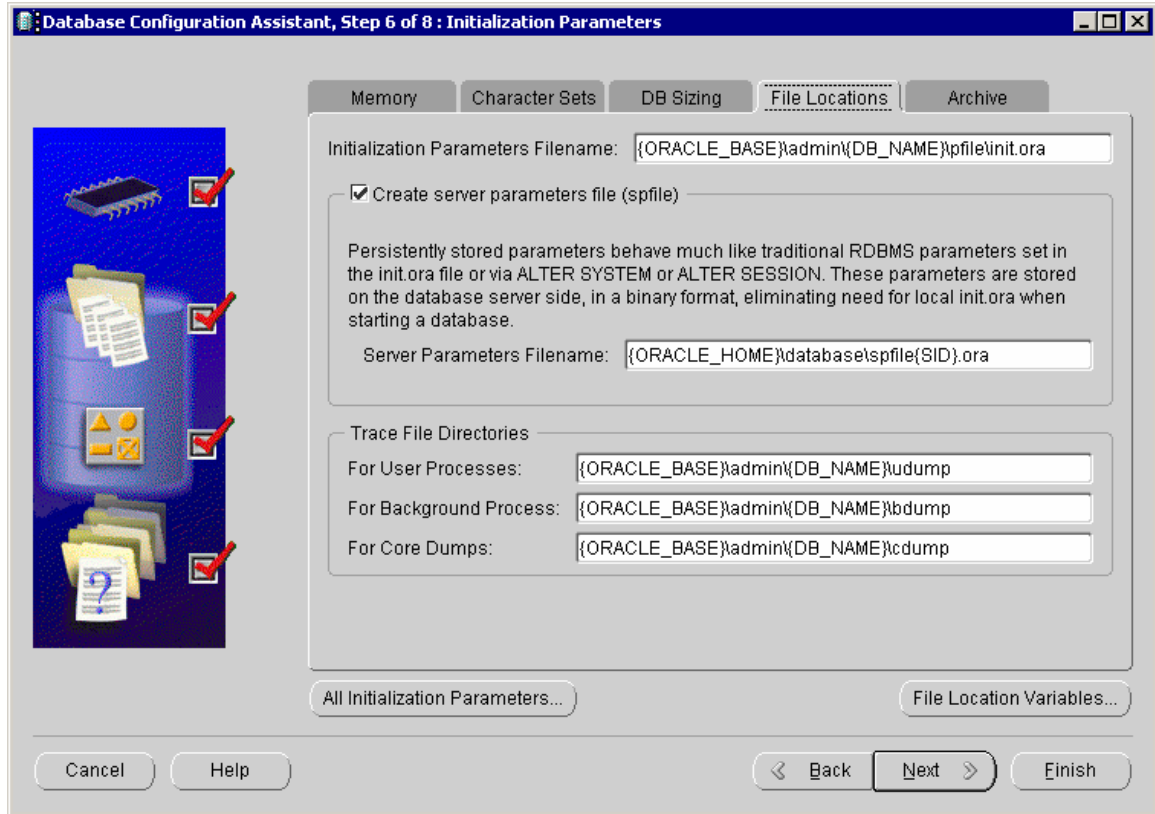 Database Configuration Assistant, Step 6 of 8 : Initialization Parameters
Memory
Character Sets
DB Sizing
File Locations
Archive
Initialization Parameters Filename: {ORACLE_BASE}\admin\{DB_NAME}\pfile\init.ora
Create server parameters file (spfile)
Persistently stored parameters behave much like traditional RDBMS parameters set in
the init.ora file or via ALTER SYSTEM or ALTER SESSION. These parameters are stored
on the database server side, in a binary format, eliminating need for local init.ora when
starting a database.
Server Parameters Filename: {ORACLE_HOME}\database\spfile{SID}.ora
Trace File Directories
For User Processes: {ORACLE_BASE}\admin\{DB_NAME}\udump
For Background Process: {ORACLE_BASE}\admin\{DB_NAME}\bdump
For Core Dumps: {ORACLE_BASE}\admin\{DB_NAME}\cdump
?
All Initialization Parameters...
File Location Variables...
Cancel
Help
Back
Next
Finish